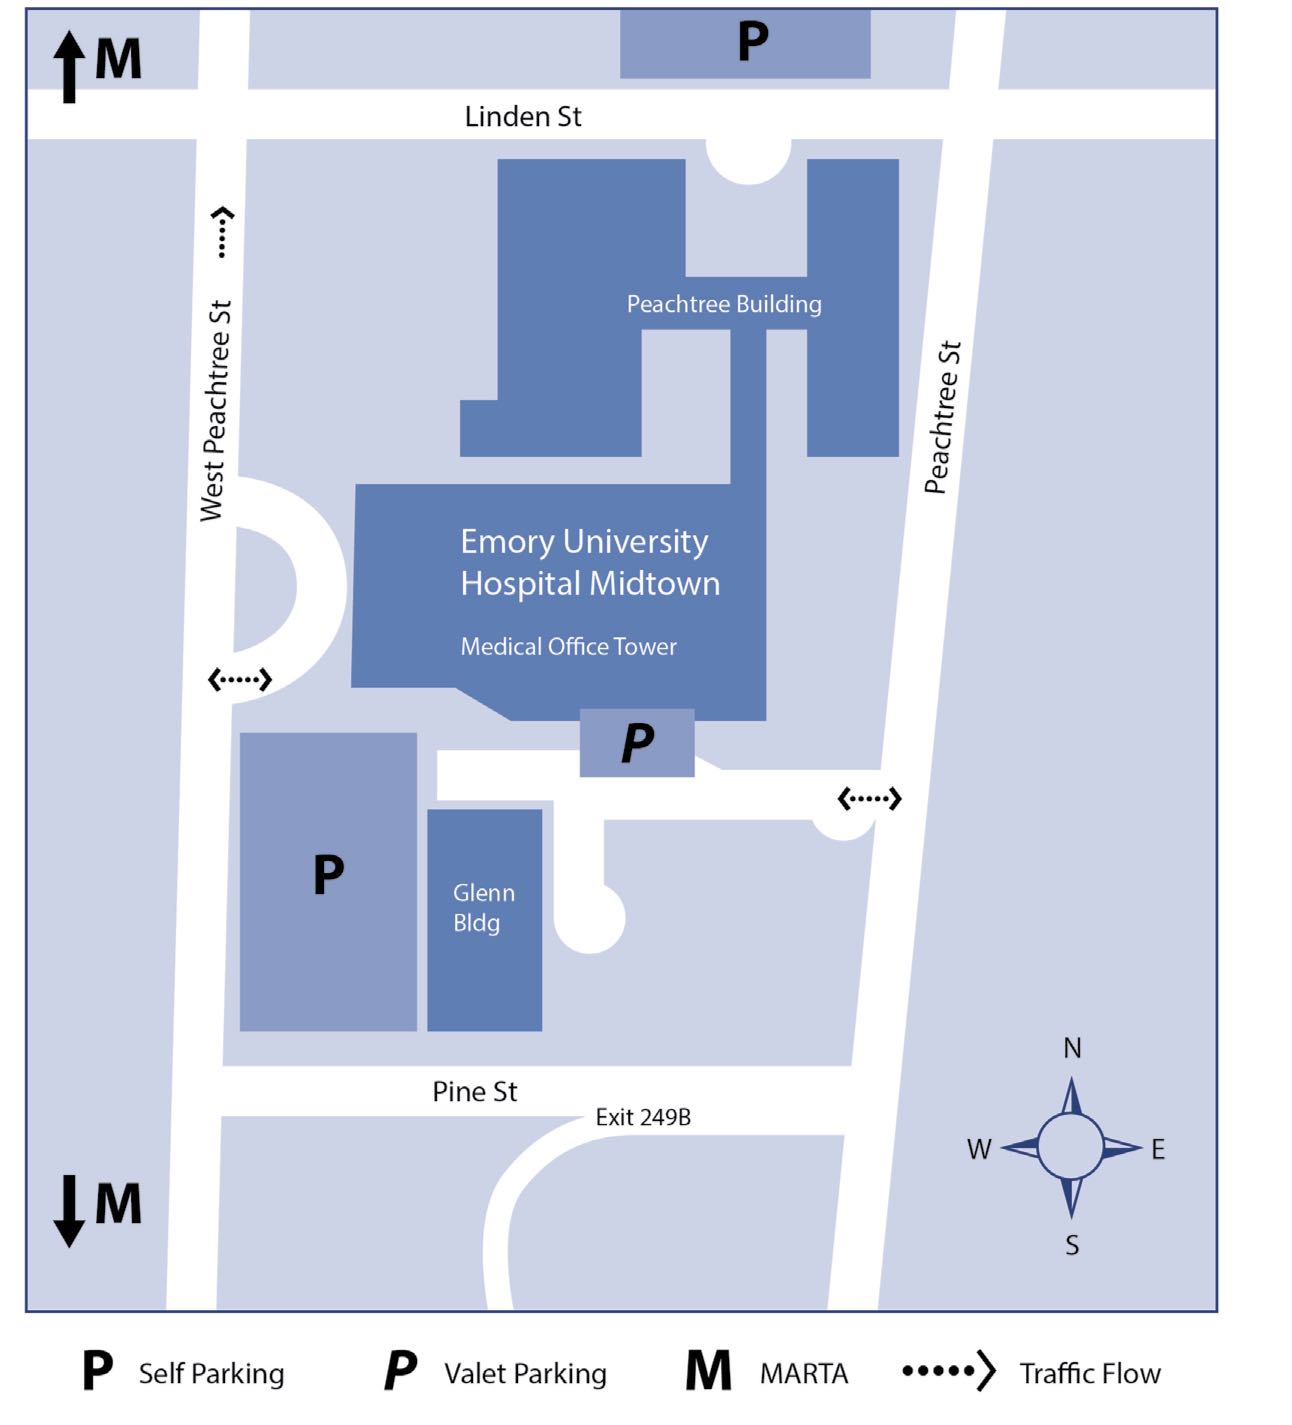 M
P
Linden St
Peachtree Building
West Peachtree St
Peachtree St
Emory University
Hospital Midtown
Medical Office Tower
P
P
Glenn
Bldg
Pine St
Exit 249B
N
W
E
S
M
P Self Parking
P Valet Parking
M MARTA
Traffic Flow